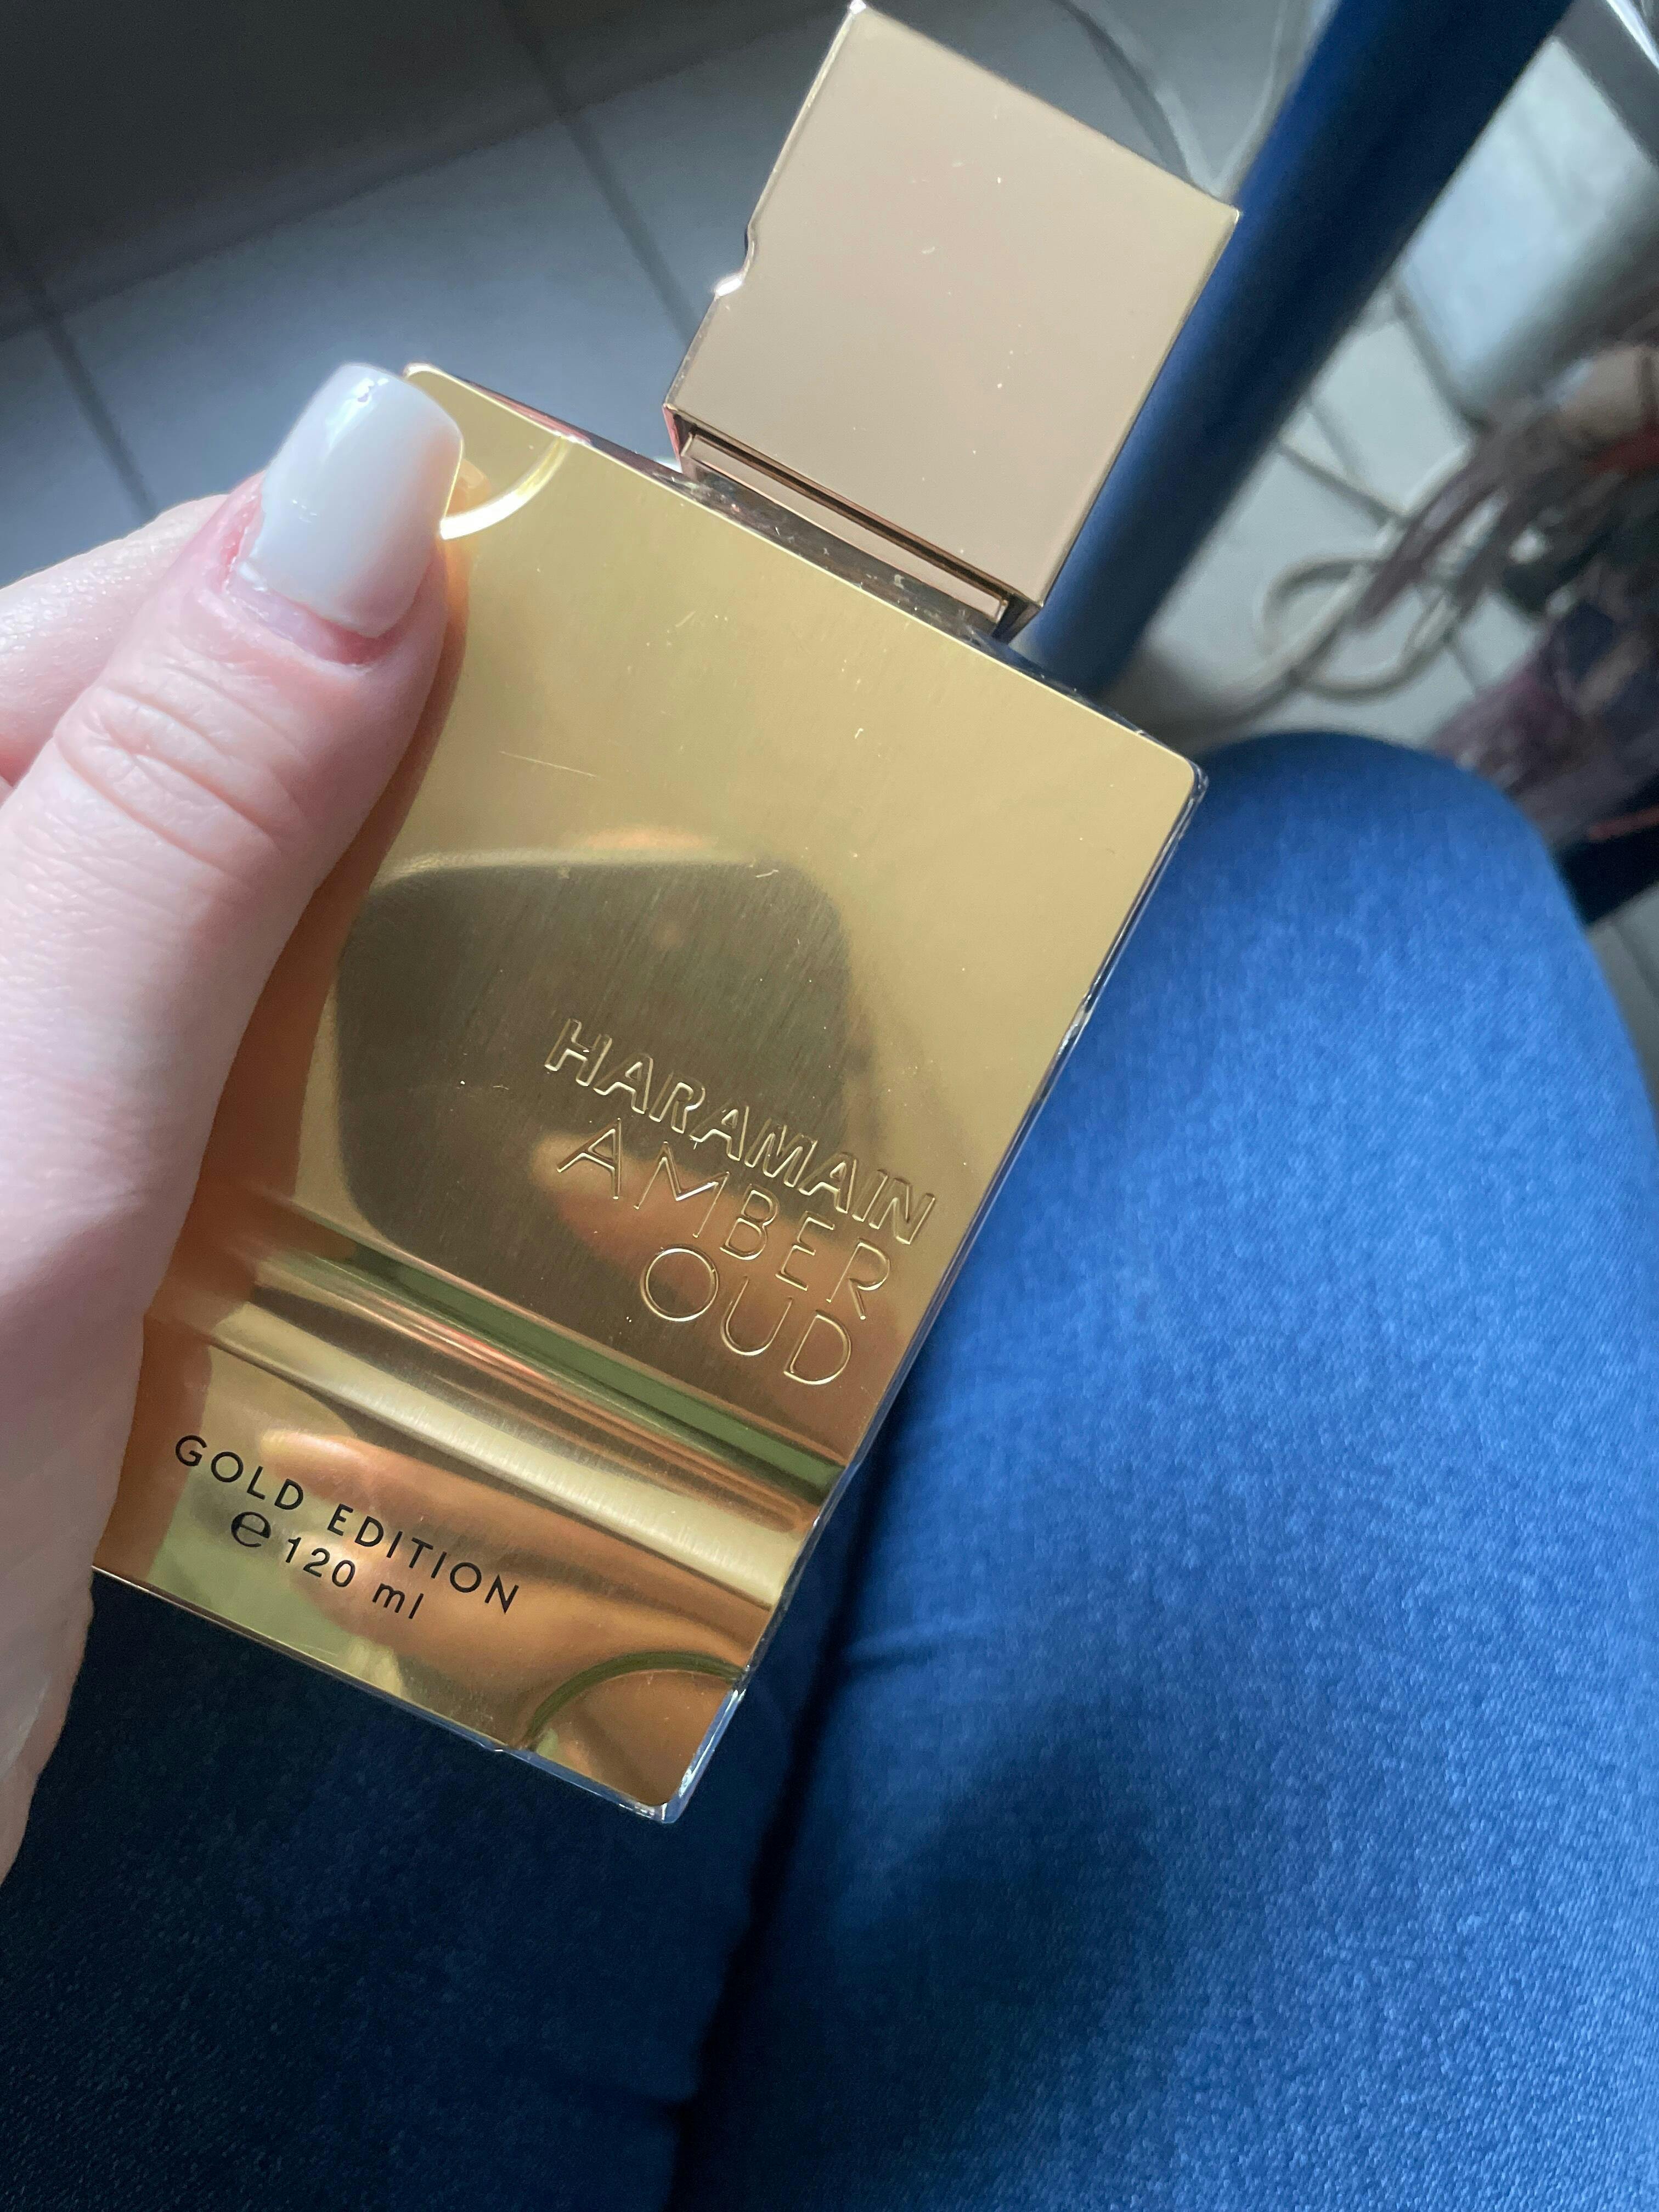 HARAMAIN
AMBER
OUD
GOLD EDITION
℮ 120 ml